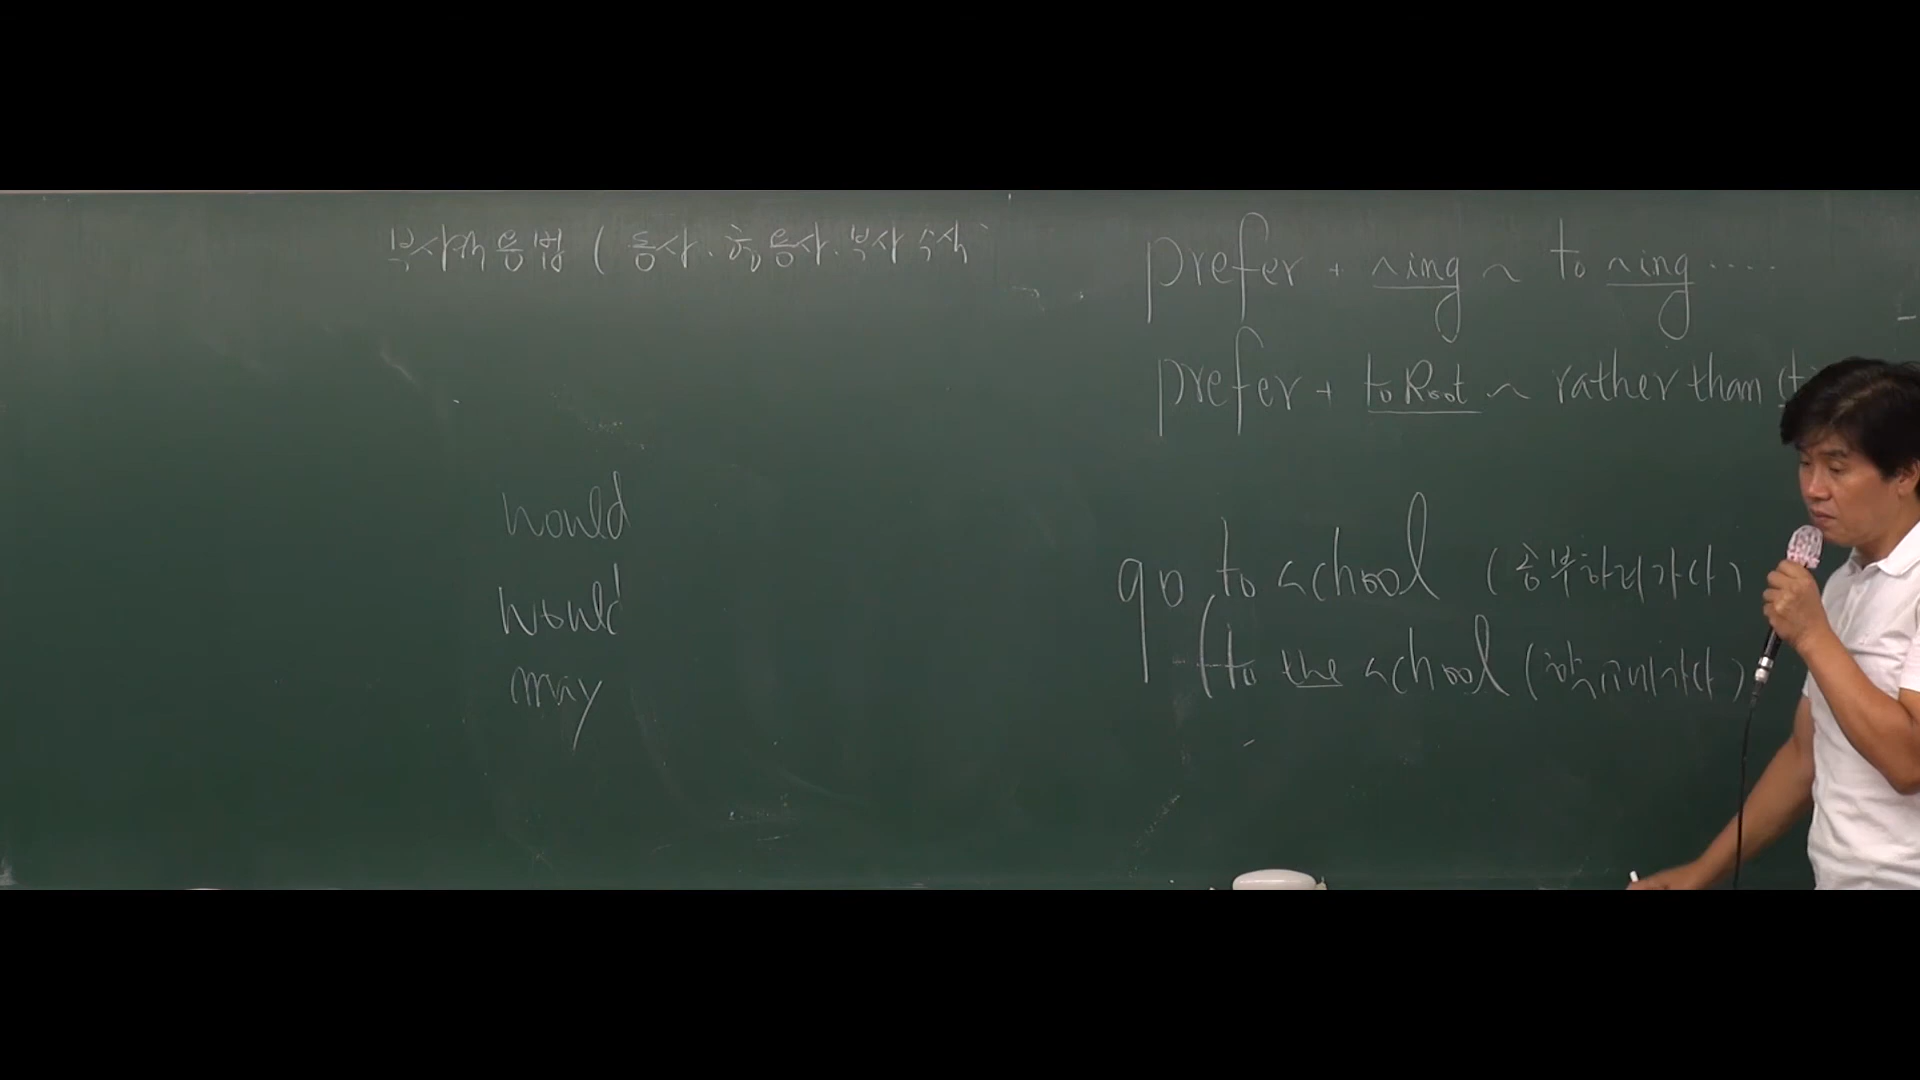 부사적용법 ( 동사. 형용사. 부사 수식
would
would
may
prefer + ~ing ~ to ~ing ....
prefer + to Root ~ rather than (t
go to school (공부하러가다)
(to the school (학교에가다)